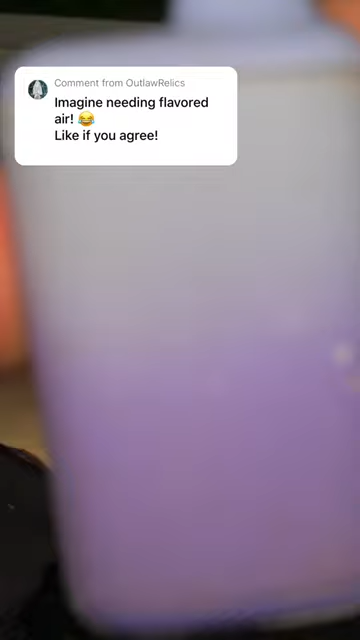 Comment from OutlawRelics
Imagine needing flavored
air! 😂
Like if you agree!